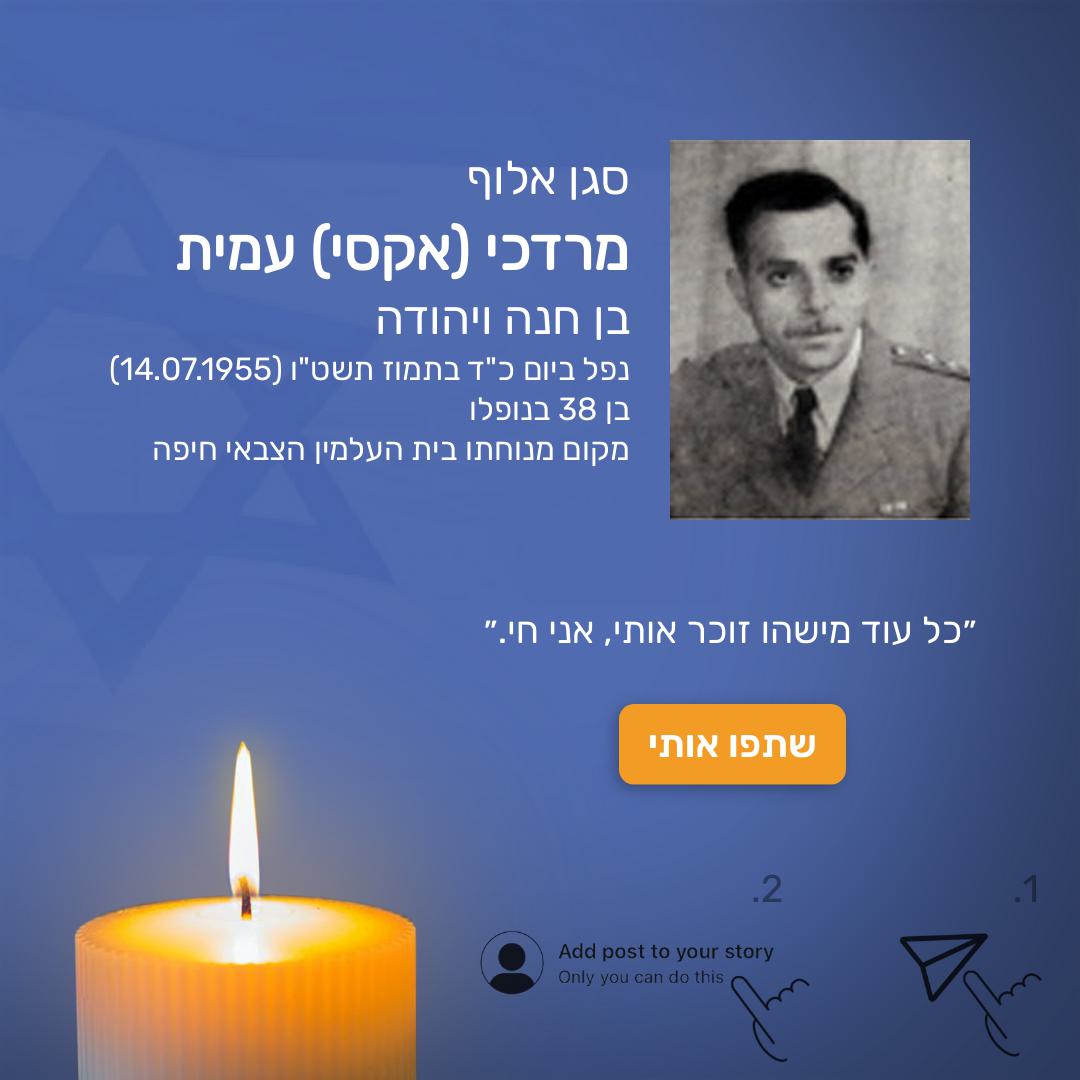 סגן אלוף
מרדכי (אקסי) עמית
בן חנה ויהודה
נפל ביום כ"ד בתמוז תשט"ו (14.07.1955)
בן 38 בנופלו
מקום מנוחתו בית העלמין הצבאי חיפה
״כל עוד מישהו זוכר אותי, אני חי.״
שתפו אותי
1.
2.
Add post to your story
Only you can do this